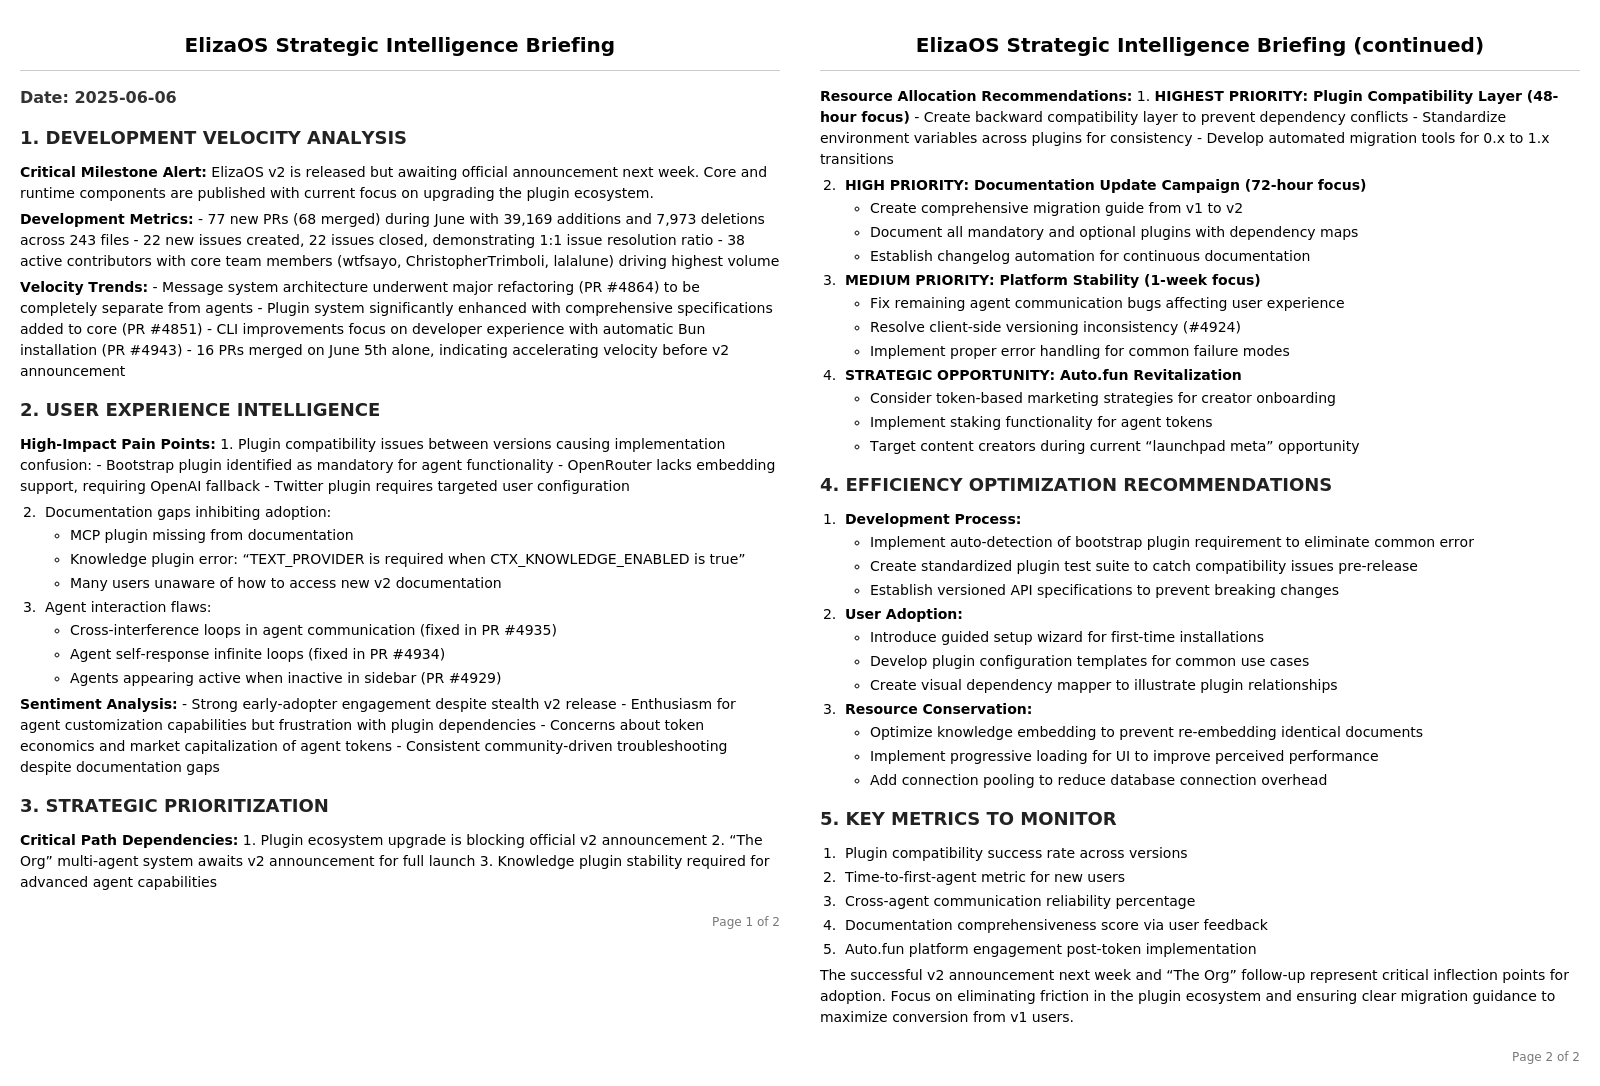 ElizaOS Strategic Intelligence Briefing
Date: 2025-06-06
1. DEVELOPMENT VELOCITY ANALYSIS
Critical Milestone Alert: ElizaOS v2 is released but awaiting official announcement next week. Core and
runtime components are published with current focus on upgrading the plugin ecosystem.
Development Metrics: - 77 new PRs (68 merged) during June with 39,169 additions and 7,973 deletions
across 243 files - 22 new issues created, 22 issues closed, demonstrating 1:1 issue resolution ratio - 38
active contributors with core team members (wtfsayo, ChristopherTrimboli, lalalune) driving highest volume
Velocity Trends: - Message system architecture underwent major refactoring (PR #4864) to be
completely separate from agents - Plugin system significantly enhanced with comprehensive specifications
added to core (PR #4851) - CLI improvements focus on developer experience with automatic Bun
installation (PR #4943) - 16 PRs merged on June 5th alone, indicating accelerating velocity before v2
announcement
2. USER EXPERIENCE INTELLIGENCE
High-Impact Pain Points: 1. Plugin compatibility issues between versions causing implementation
confusion: - Bootstrap plugin identified as mandatory for agent functionality - OpenRouter lacks embedding
support, requiring OpenAI fallback - Twitter plugin requires targeted user configuration
2. Documentation gaps inhibiting adoption:
◦ MCP plugin missing from documentation
◦ Knowledge plugin error: “TEXT_PROVIDER is required when CTX_KNOWLEDGE_ENABLED is true”
◦ Many users unaware of how to access new v2 documentation
3. Agent interaction flaws:
◦ Cross-interference loops in agent communication (fixed in PR #4935)
◦ Agent self-response infinite loops (fixed in PR #4934)
◦ Agents appearing active when inactive in sidebar (PR #4929)
Sentiment Analysis: - Strong early-adopter engagement despite stealth v2 release - Enthusiasm for
agent customization capabilities but frustration with plugin dependencies - Concerns about token
economics and market capitalization of agent tokens - Consistent community-driven troubleshooting
despite documentation gaps
3. STRATEGIC PRIORITIZATION
Critical Path Dependencies: 1. Plugin ecosystem upgrade is blocking official v2 announcement 2. “The
Org” multi-agent system awaits v2 announcement for full launch 3. Knowledge plugin stability required for
advanced agent capabilities
Page 1 of 2
ElizaOS Strategic Intelligence Briefing (continued)
Resource Allocation Recommendations: 1. HIGHEST PRIORITY: Plugin Compatibility Layer (48-
hour focus) - Create backward compatibility layer to prevent dependency conflicts - Standardize
environment variables across plugins for consistency - Develop automated migration tools for 0.x to 1.x
transitions
2. HIGH PRIORITY: Documentation Update Campaign (72-hour focus)
◦ Create comprehensive migration guide from v1 to v2
◦ Document all mandatory and optional plugins with dependency maps
◦ Establish changelog automation for continuous documentation
3. MEDIUM PRIORITY: Platform Stability (1-week focus)
◦ Fix remaining agent communication bugs affecting user experience
◦ Resolve client-side versioning inconsistency (#4924)
◦ Implement proper error handling for common failure modes
4. STRATEGIC OPPORTUNITY: Auto.fun Revitalization
◦ Consider token-based marketing strategies for creator onboarding
◦ Implement staking functionality for agent tokens
◦ Target content creators during current “launchpad meta” opportunity
4. EFFICIENCY OPTIMIZATION RECOMMENDATIONS
1. Development Process:
◦ Implement auto-detection of bootstrap plugin requirement to eliminate common error
◦ Create standardized plugin test suite to catch compatibility issues pre-release
◦ Establish versioned API specifications to prevent breaking changes
2. User Adoption:
◦ Introduce guided setup wizard for first-time installations
◦ Develop plugin configuration templates for common use cases
◦ Create visual dependency mapper to illustrate plugin relationships
3. Resource Conservation:
◦ Optimize knowledge embedding to prevent re-embedding identical documents
◦ Implement progressive loading for UI to improve perceived performance
◦ Add connection pooling to reduce database connection overhead
5. KEY METRICS TO MONITOR
1. Plugin compatibility success rate across versions
2. Time-to-first-agent metric for new users
3. Cross-agent communication reliability percentage
4. Documentation comprehensiveness score via user feedback
5. Auto.fun platform engagement post-token implementation
The successful v2 announcement next week and “The Org” follow-up represent critical inflection points for
adoption. Focus on eliminating friction in the plugin ecosystem and ensuring clear migration guidance to
maximize conversion from v1 users.
Page 2 of 2